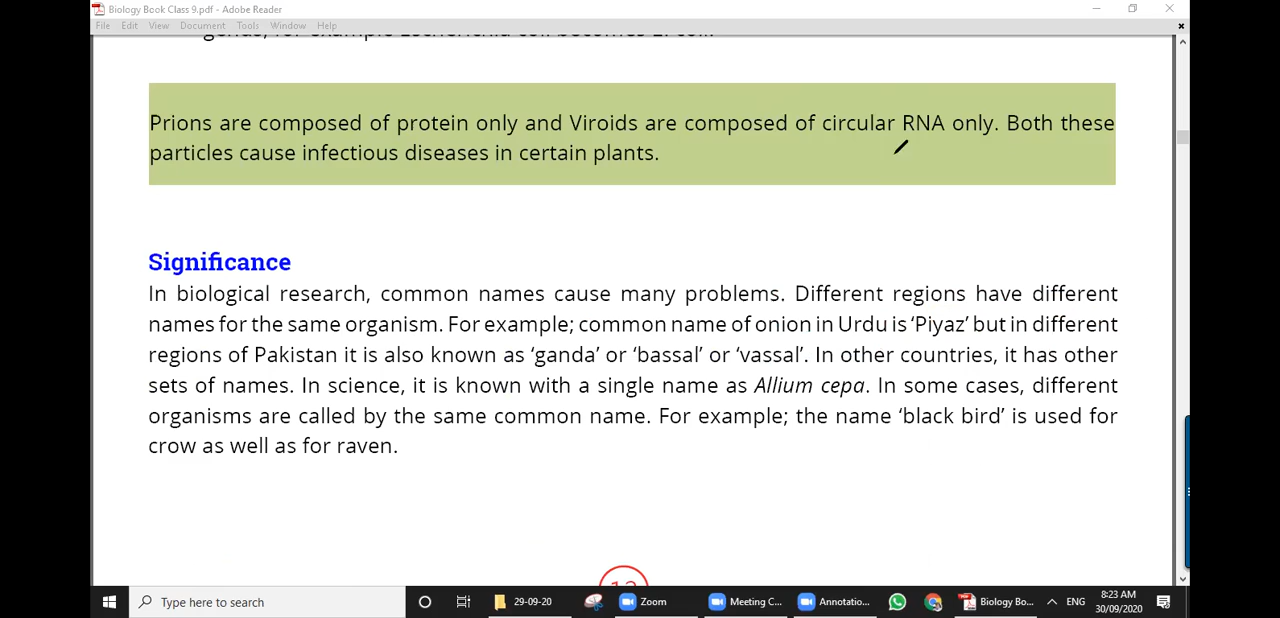 Biology Book Class 9.pdf - Adobe Reader
File Edit View Document Tools Window Help
genus, for example Escherichia coli becomes E. coli.
Prions are composed of protein only and Viroids are composed of circular RNA only. Both these
particles cause infectious diseases in certain plants.
Significance
In biological research, common names cause many problems. Different regions have different
names for the same organism. For example; common name of onion in Urdu is ‘Piyaz’ but in different
regions of Pakistan it is also known as ‘ganda’ or ‘bassal’ or ‘vassal’. In other countries, it has other
sets of names. In science, it is known with a single name as Allium cepa. In some cases, different
organisms are called by the same common name. For example; the name ‘black bird’ is used for
crow as well as for raven.
Type here to search
29-09-20
Zoom
Meeting C...
Annotatio...
Biology Bo...
ENG
8:23 AM
30/09/2020